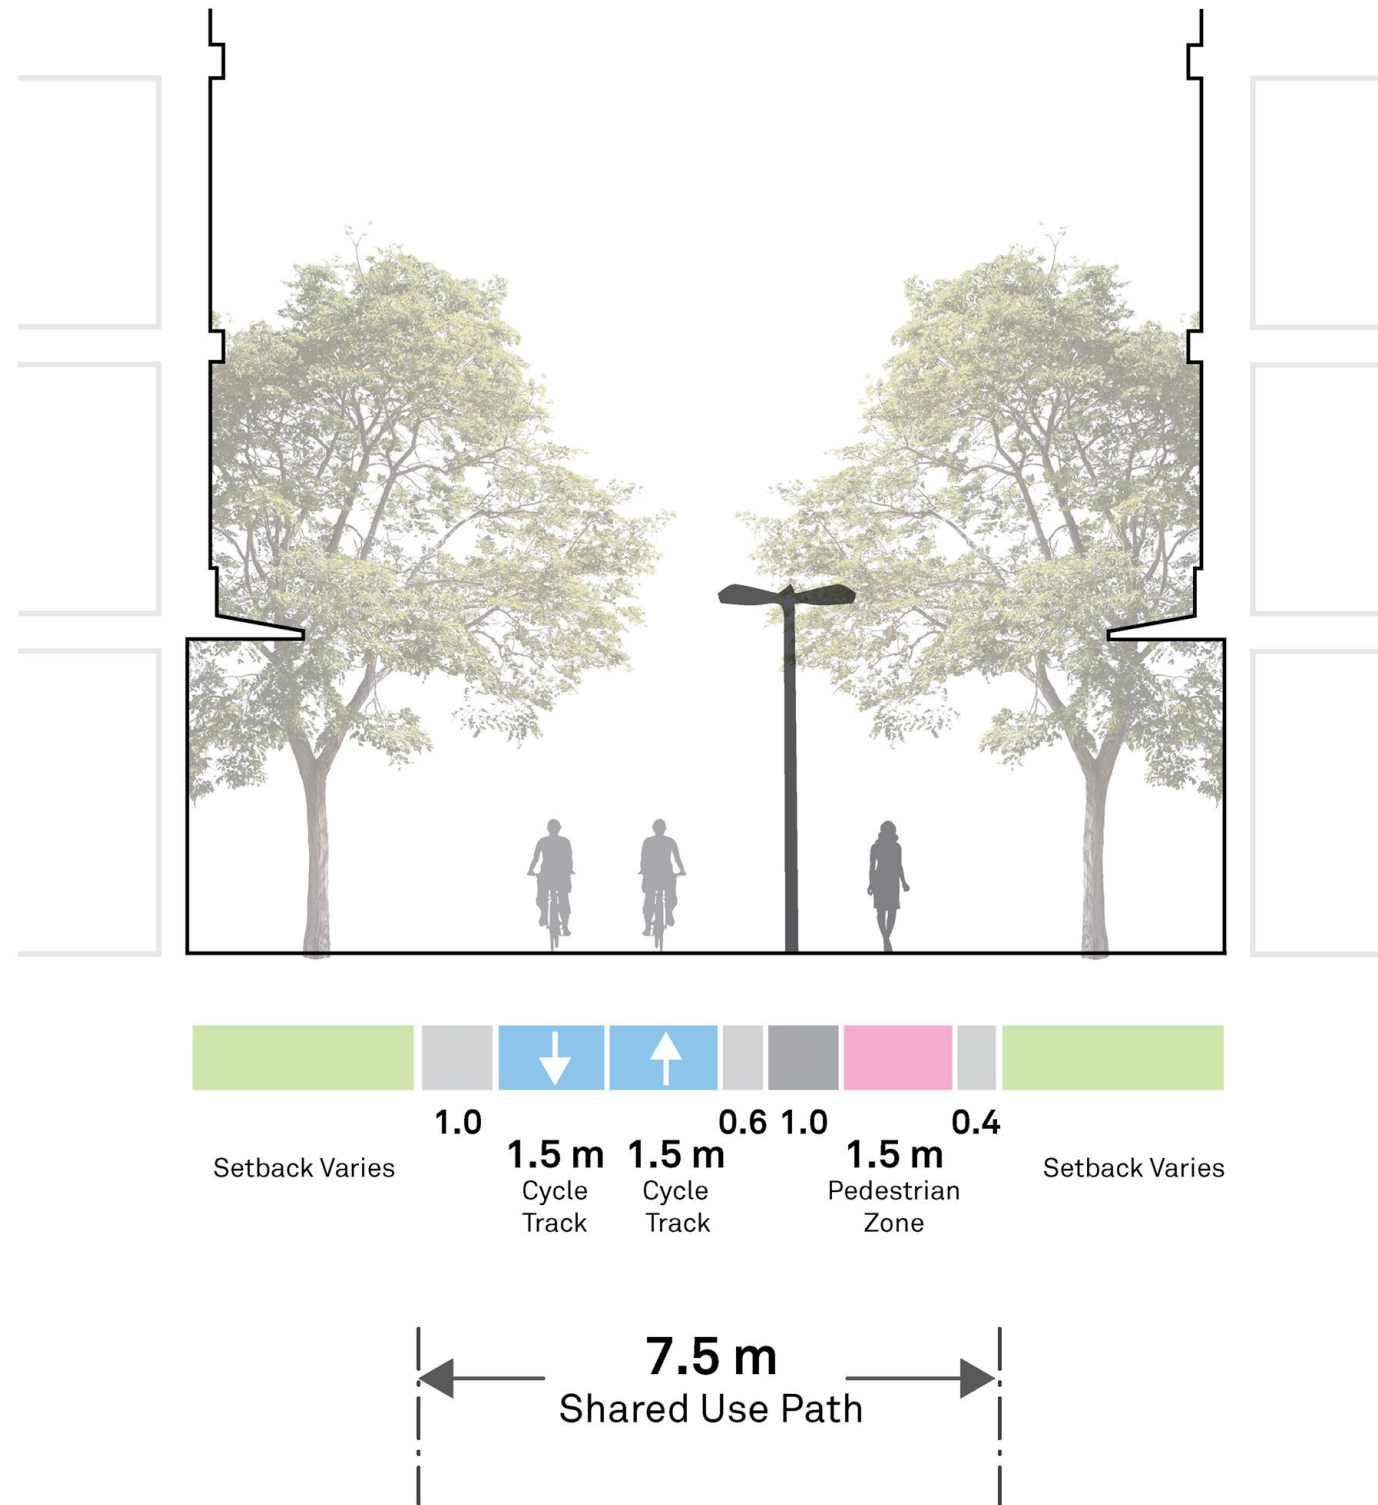 1.0
0.6
1.0
0.4
1.5 m
1.5 m
1.5 m
Setback Varies
Cycle
Track
Cycle
Track
Pedestrian
Zone
Setback Varies
7.5 m
Shared Use Path